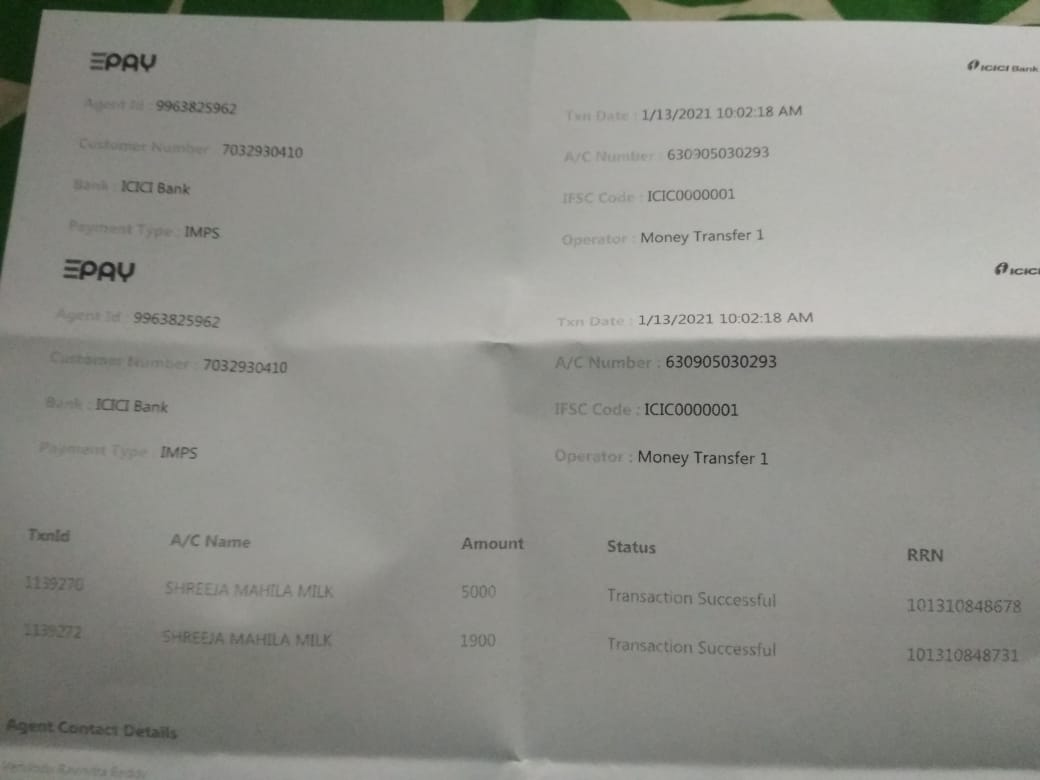 EPAY ICICI Bank
Agent Id : 9963825962 Txn Date : 1/13/2021 10:02:18 AM
Customer Number : 7032930410 A/C Number : 630905030293
Bank : ICICI Bank IFSC Code : ICIC0000001
Payment Type : IMPS Operator : Money Transfer 1
EPAY ICICI
Agent Id : 9963825962 Txn Date : 1/13/2021 10:02:18 AM
Customer Number : 7032930410 A/C Number : 630905030293
Bank : ICICI Bank IFSC Code : ICIC0000001
Payment Type : IMPS Operator : Money Transfer 1
TxnId A/C Name Amount Status RRN
1139270 SHREEJA MAHILA MILK 5000 Transaction Successful 101310848678
1139272 SHREEJA MAHILA MILK 1900 Transaction Successful 101310848731
Agent Contact Details
Reddy